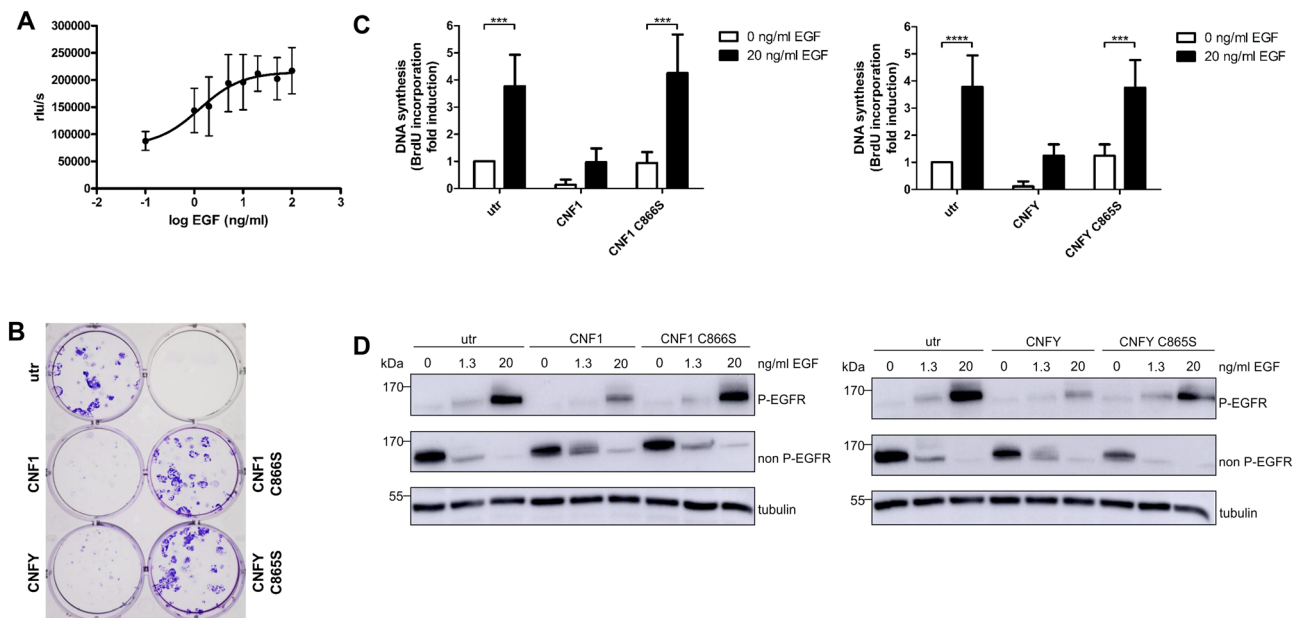 A
300000
250000
200000
150000
100000
50000
0
rlu/s
-2 -1 0 1 2 3
log EGF (ng/ml)
B
utr
CNF1
CNFY
CNF1
C866S
CNFY
C865S
C
DNA synthesis
(BrdU incorporation
fold induction)
6
5
4
3
2
1
0
*** ***
0 ng/ml EGF
20 ng/ml EGF
utr CNF1 CNF1 C866S
DNA synthesis
(BrdU incorporation
fold induction)
6
5
4
3
2
1
0
**** ***
0 ng/ml EGF
20 ng/ml EGF
utr CNFY CNFY C865S
D
utr CNF1 CNF1 C866S
kDa 0 1.3 20 0 1.3 20 0 1.3 20 ng/ml EGF
170 P-EGFR
170 non P-EGFR
55 tubulin
utr CNFY CNFY C865S
kDa 0 1.3 20 0 1.3 20 0 1.3 20 ng/ml EGF
170 P-EGFR
170 non P-EGFR
55 tubulin